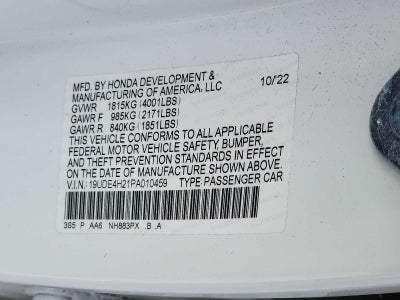 MFD. BY HONDA DEVELOPMENT &
MANUFACTURING OF AMERICA, LLC 10/22
GVWR 1815KG (4001LBS)
GAWR F 985KG (2171LBS)
GAWR R 840KG (1851LBS)
THIS VEHICLE CONFORMS TO ALL APPLICABLE
FEDERAL MOTOR VEHICLE SAFETY, BUMPER,
AND THEFT PREVENTION STANDARDS IN EFFECT
ON THE DATE OF MANUFACTURE SHOWN ABOVE.
V.I.N.: 19UDE4H21PA010459 TYPE: PASSENGER CAR
3S5 P AA6 NH883PX .B .A